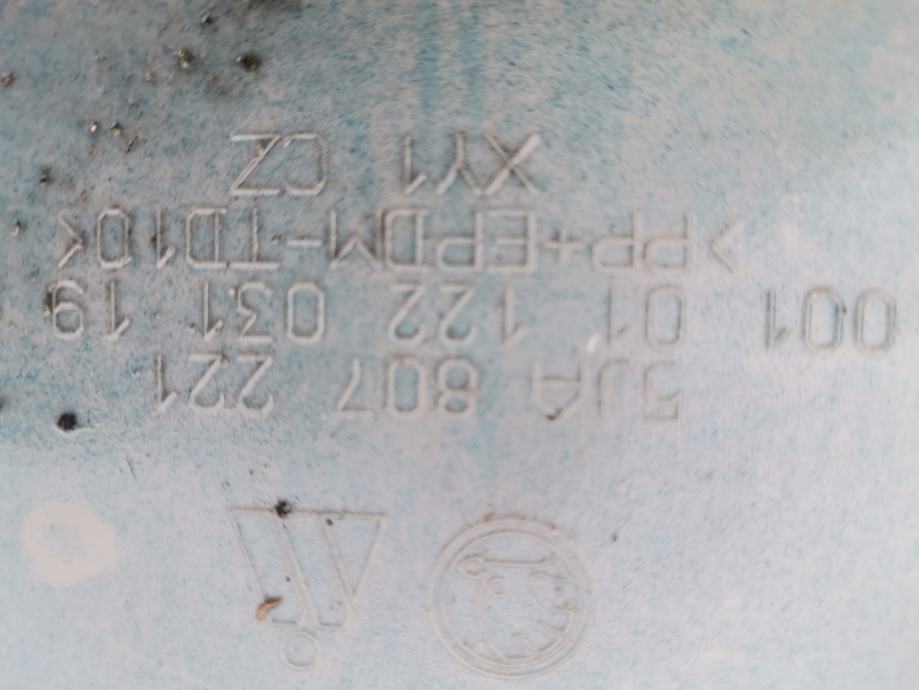 5JA 807 221
001 01 122 031 19
>PP+EPDM-TD10<
XY1 CZ